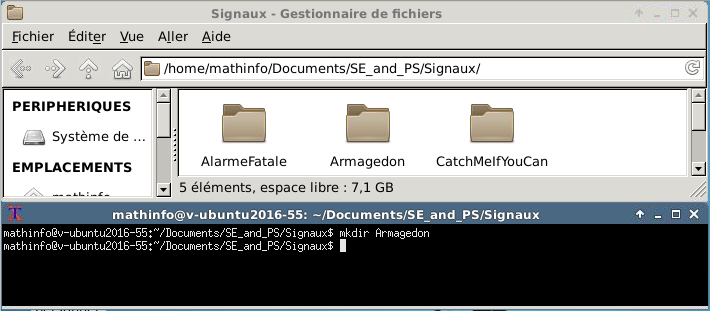 Signaux - Gestionnaire de fichiers
Fichier Éditer Vue Aller Aide
/home/mathinfo/Documents/SE_and_PS/Signaux/
PERIPHERIQUES
Système de ...
EMPLACEMENTS
mathinfo
AlarmeFatale Armagedon CatchMeIfYouCan
5 éléments, espace libre : 7,1 GB
mathinfo@v-ubuntu2016-55: ~/Documents/SE_and_PS/Signaux
mathinfo@v-ubuntu2016-55:~/Documents/SE_and_PS/Signaux$ mkdir Armagedon
mathinfo@v-ubuntu2016-55:~/Documents/SE_and_PS/Signaux$